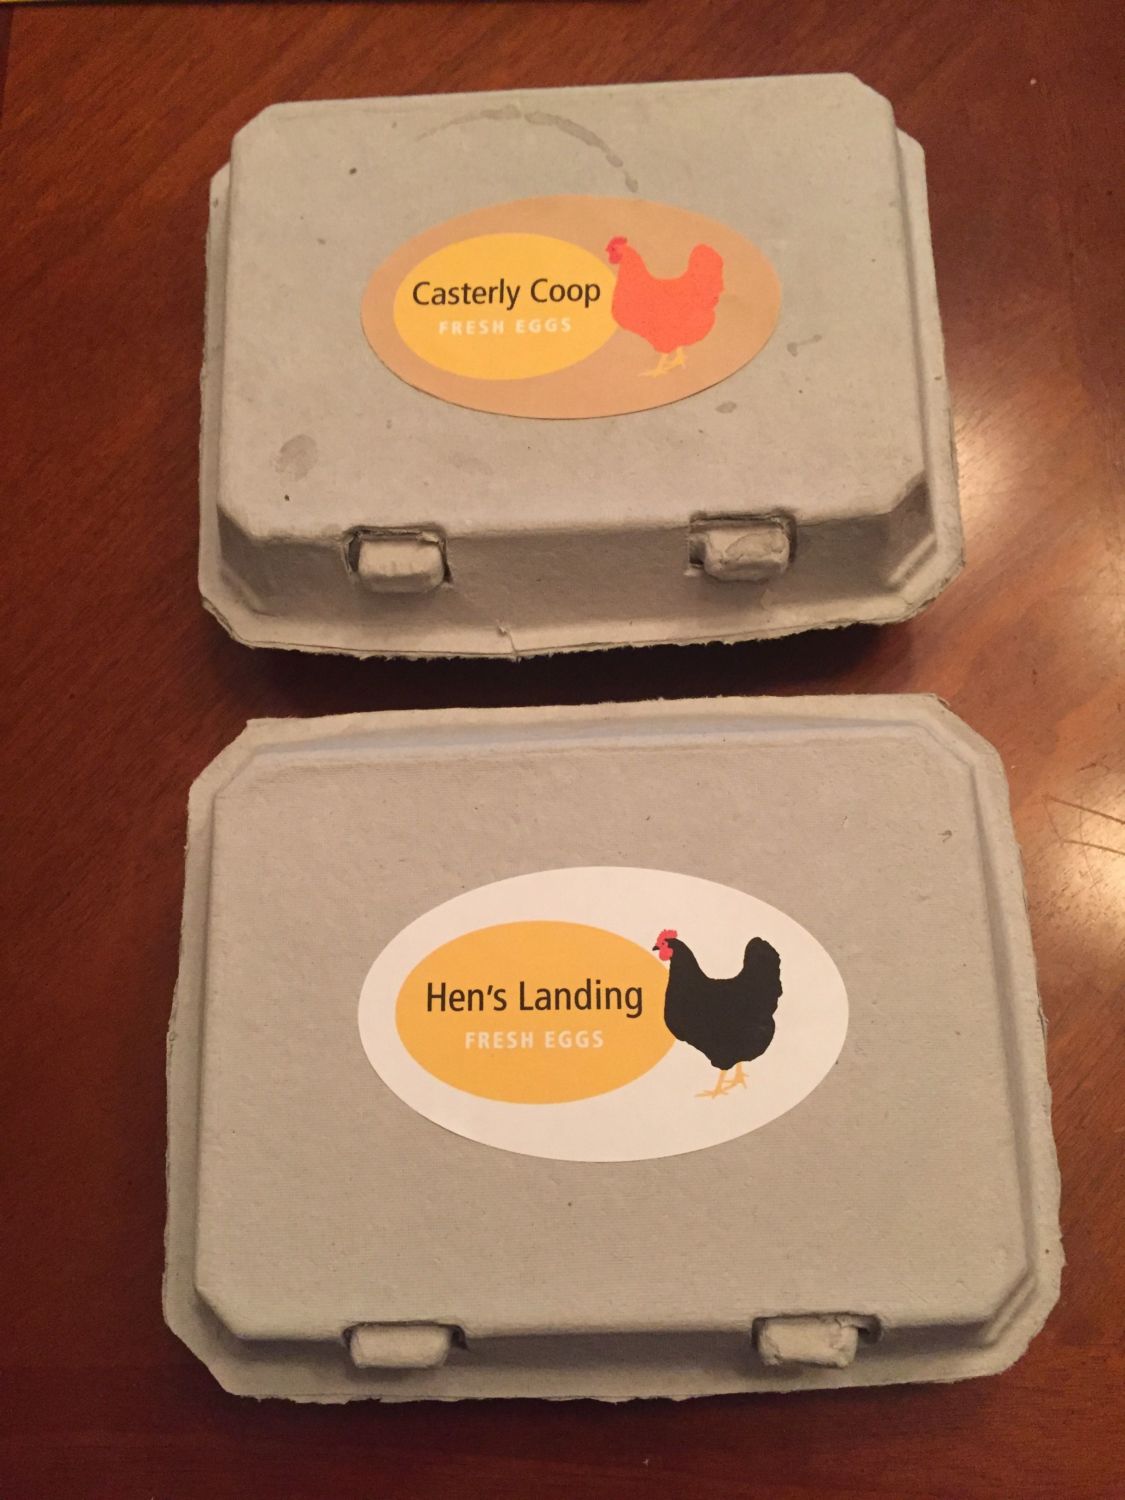 Casterly Coop
FRESH EGGS
Hen's Landing
FRESH EGGS